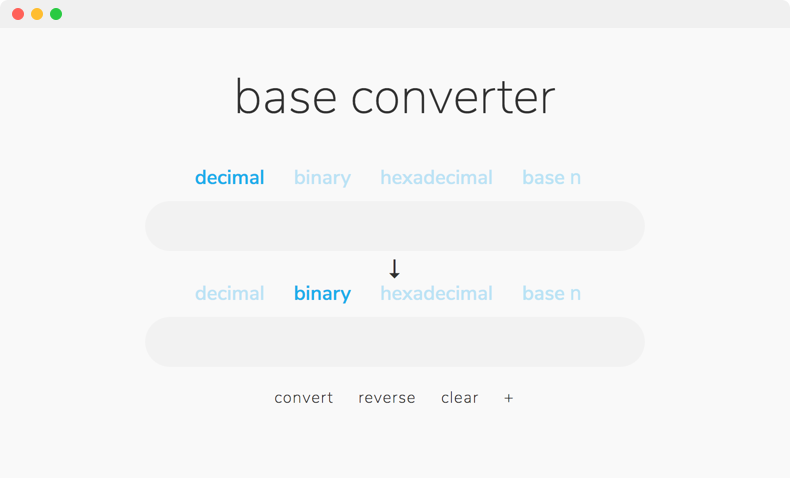 base converter
decimal binary hexadecimal base n
↓
decimal binary hexadecimal base n
convert reverse clear +